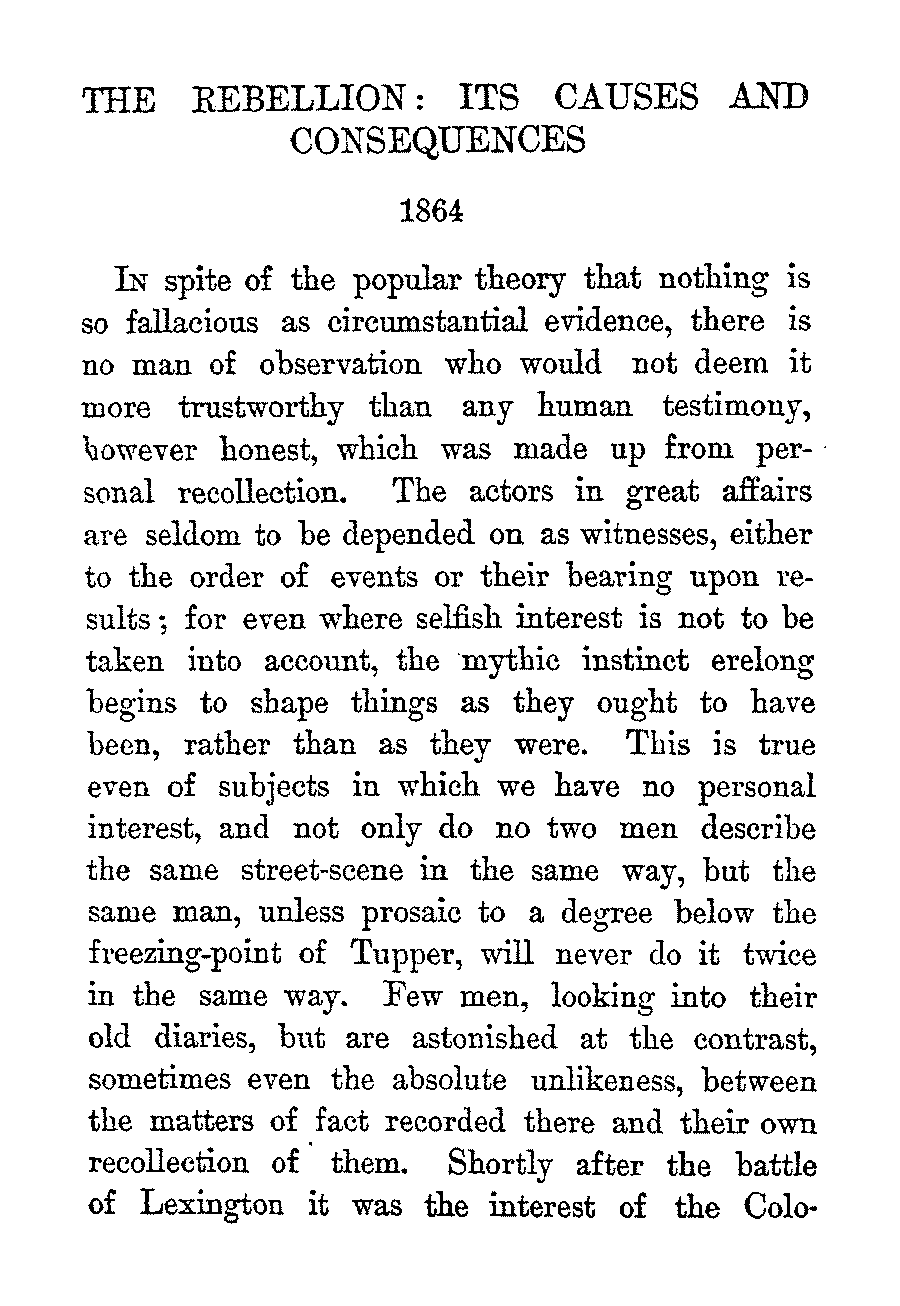 THE REBELLION: ITS CAUSES AND
CONSEQUENCES
1864
In spite of the popular theory that nothing is
so fallacious as circumstantial evidence, there is
no man of observation who would not deem it
more trustworthy than any human testimony,
however honest, which was made up from per-
sonal recollection. The actors in great affairs
are seldom to be depended on as witnesses, either
to the order of events or their bearing upon re-
sults; for even where selfish interest is not to be
taken into account, the mythic instinct erelong
begins to shape things as they ought to have
been, rather than as they were. This is true
even of subjects in which we have no personal
interest, and not only do no two men describe
the same street-scene in the same way, but the
same man, unless prosaic to a degree below the
freezing-point of Tupper, will never do it twice
in the same way. Few men, looking into their
old diaries, but are astonished at the contrast,
sometimes even the absolute unlikeness, between
the matters of fact recorded there and their own
recollection of them. Shortly after the battle
of Lexington it was the interest of the Colo-